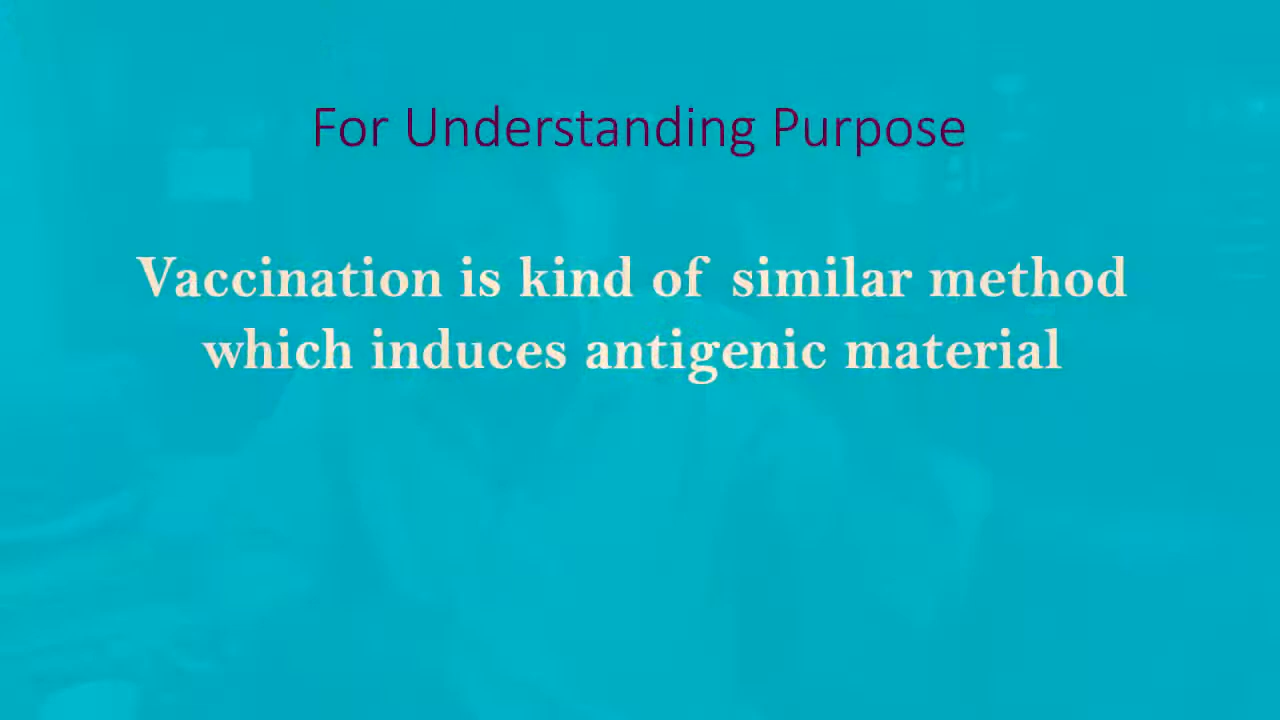 For Understanding Purpose
Vaccination is kind of similar method
which induces antigenic material